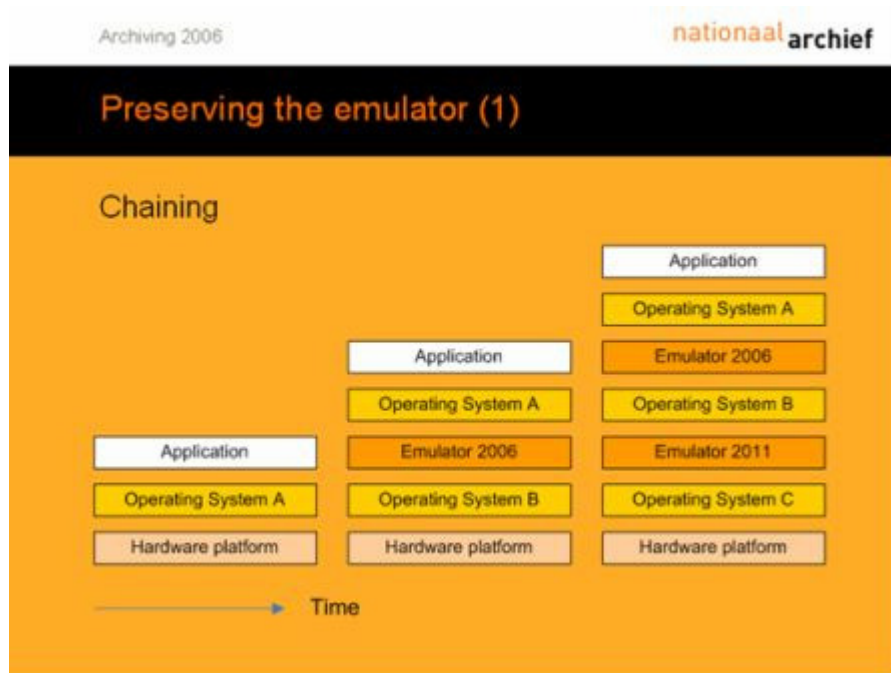 Archiving 2006
nationaal archief
Preserving the emulator (1)
Chaining
Application
Operating System A
Hardware platform
Application
Operating System A
Emulator 2006
Operating System B
Hardware platform
Application
Operating System A
Emulator 2006
Operating System B
Emulator 2011
Operating System C
Hardware platform
Time